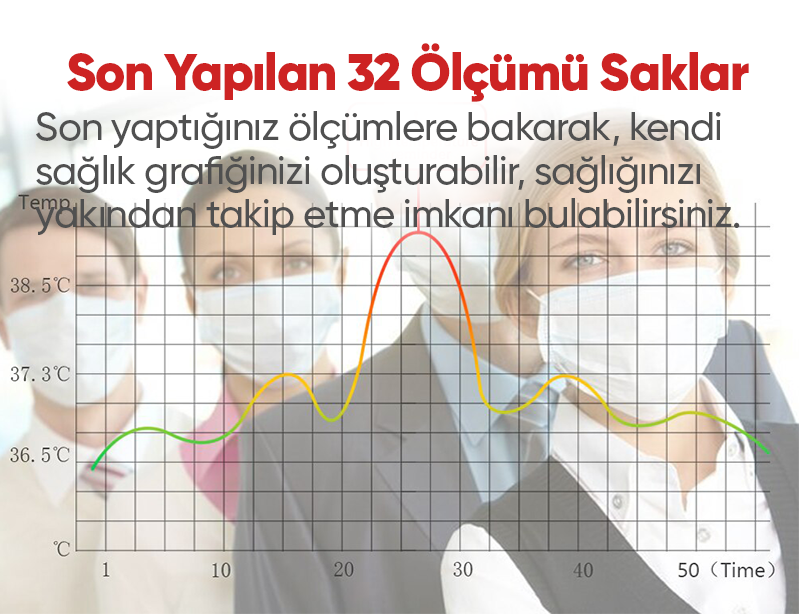 Son Yapılan 32 Ölçümü Saklar
Son yaptığınız ölçümlere bakarak, kendi
sağlık grafiğinizi oluşturabilir, sağlığınızı
yakından takip etme imkanı bulabilirsiniz.
Temp
38.5℃
37.3℃
36.5℃
℃
1 10 20 30 40 50 (Time)